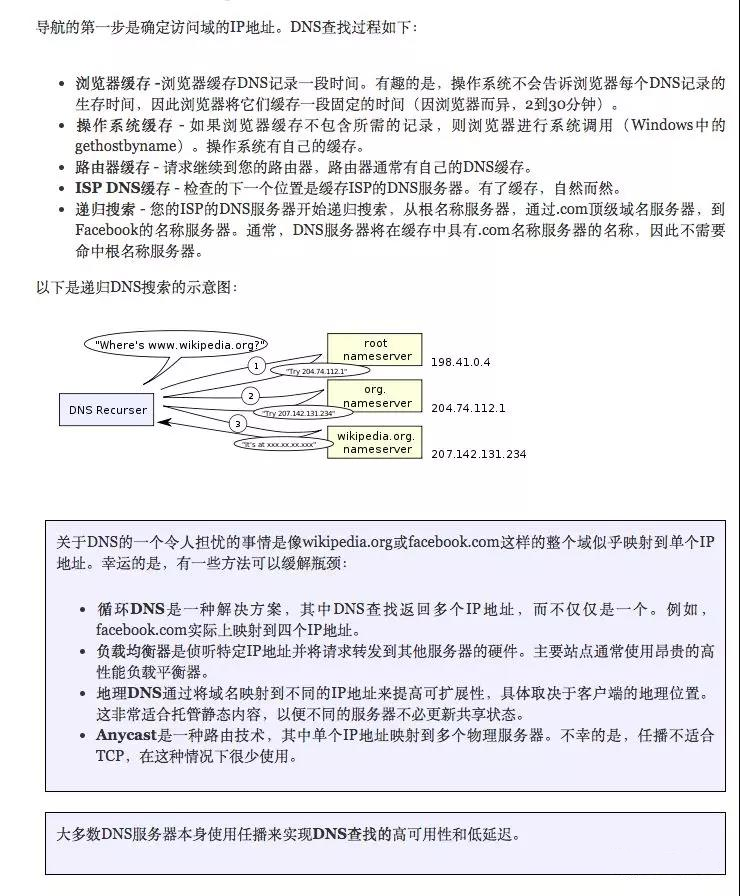 导航的第一步是确定访问域的IP地址。DNS查找过程如下：
• 浏览器缓存 -浏览器缓存DNS记录一段时间。有趣的是，操作系统不会告诉浏览器每个DNS记录的
生存时间，因此浏览器将它们缓存一段固定的时间（因浏览器而异，2到30分钟）。
• 操作系统缓存 - 如果浏览器缓存不包含所需的记录，则浏览器进行系统调用（Windows中的
gethostbyname）。操作系统有自己的缓存。
• 路由器缓存 - 请求继续到您的路由器，路由器通常有自己的DNS缓存。
• ISP DNS缓存 - 检查的下一个位置是缓存ISP的DNS服务器。有了缓存，自然而然。
• 递归搜索 - 您的ISP的DNS服务器开始递归搜索，从根名称服务器，通过.com顶级域名服务器，到
Facebook的名称服务器。通常，DNS服务器将在缓存中具有.com名称服务器的名称，因此不需要
命中根名称服务器。
以下是递归DNS搜索的示意图：
"Where's www.wikipedia.org?"
DNS Recurser
1
"Try 204.74.112.1"
root
nameserver
198.41.0.4
2
"Try 207.142.131.234"
org.
nameserver
204.74.112.1
3
"It's at xxx.xx.xx.xxx"
wikipedia.org.
nameserver
207.142.131.234
关于DNS的一个令人担忧的事情是像wikipedia.org或facebook.com这样的整个域似乎映射到单个IP
地址。幸运的是，有一些方法可以缓解瓶颈：
• 循环DNS是一种解决方案，其中DNS查找返回多个IP地址，而不仅仅是一个。例如，
facebook.com实际上映射到四个IP地址。
• 负载均衡器是侦听特定IP地址并将请求转发到其他服务器的硬件。主要站点通常使用昂贵的高
性能负载平衡器。
• 地理DNS通过将域名映射到不同的IP地址来提高可扩展性，具体取决于客户端的地理位置。
这非常适合托管静态内容，以便不同的服务器不必更新共享状态。
• Anycast是一种路由技术，其中单个IP地址映射到多个物理服务器。不幸的是，任播不适合
TCP，在这种情况下很少使用。
大多数DNS服务器本身使用任播来实现DNS查找的高可用性和低延迟。